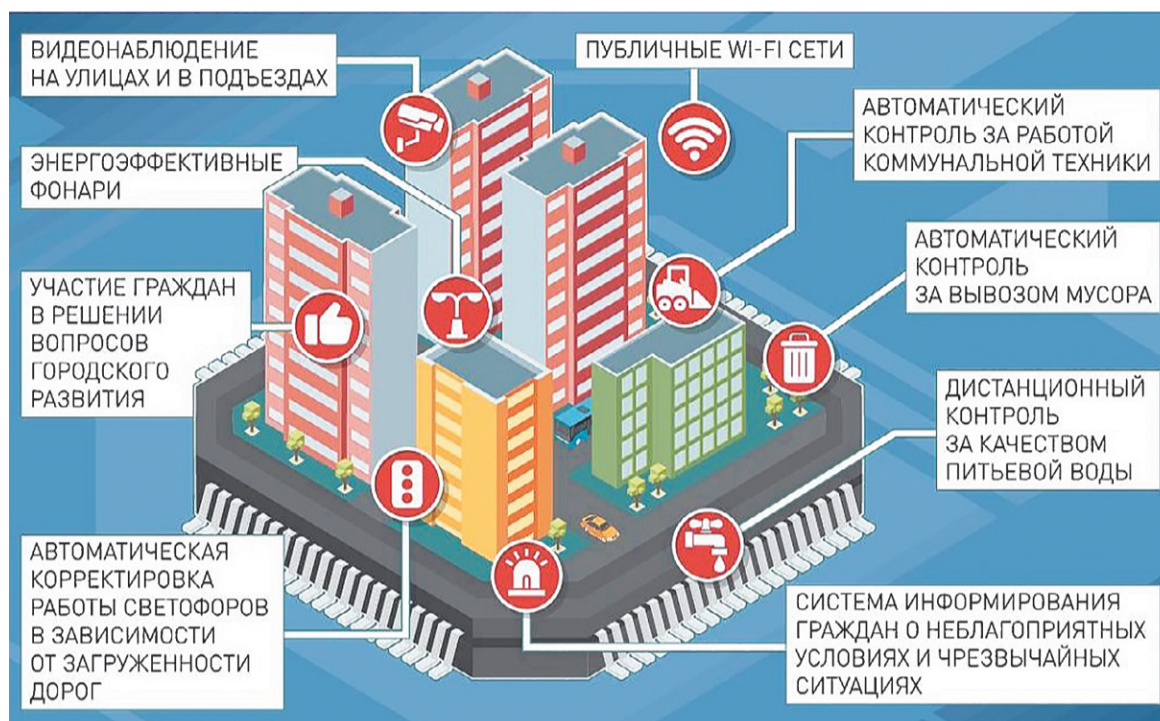 ВИДЕОНАБЛЮДЕНИЕ
НА УЛИЦАХ И В ПОДЪЕЗДАХ
ПУБЛИЧНЫЕ WI-FI СЕТИ
АВТОМАТИЧЕСКИЙ
КОНТРОЛЬ ЗА РАБОТОЙ
КОММУНАЛЬНОЙ ТЕХНИКИ
ЭНЕРГОЭФФЕКТИВНЫЕ
ФОНАРИ
АВТОМАТИЧЕСКИЙ
КОНТРОЛЬ
ЗА ВЫВОЗОМ МУСОРА
УЧАСТИЕ ГРАЖДАН
В РЕШЕНИИ
ВОПРОСОВ
ГОРОДСКОГО
РАЗВИТИЯ
ДИСТАНЦИОННЫЙ
КОНТРОЛЬ
ЗА КАЧЕСТВОМ
ПИТЬЕВОЙ ВОДЫ
АВТОМАТИЧЕСКАЯ
КОРРЕКТИРОВКА
РАБОТЫ СВЕТОФОРОВ
В ЗАВИСИМОСТИ
ОТ ЗАГРУЖЕННОСТИ
ДОРОГ
СИСТЕМА ИНФОРМИРОВАНИЯ
ГРАЖДАН О НЕБЛАГОПРИЯТНЫХ
УСЛОВИЯХ И ЧРЕЗВЫЧАЙНЫХ
СИТУАЦИЯХ